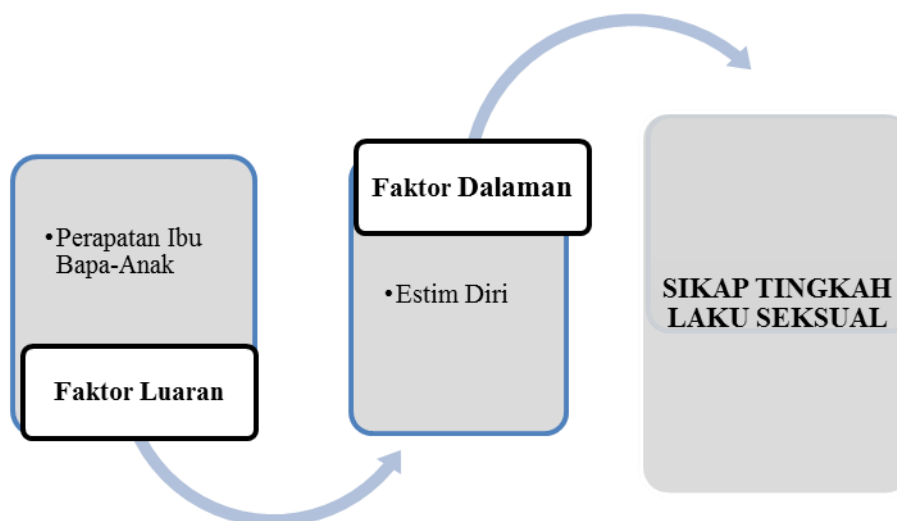 •Perapatan Ibu
Bapa-Anak
Faktor Luaran
Faktor Dalaman
•Estim Diri
SIKAP TINGKAH
LAKU SEKSUAL